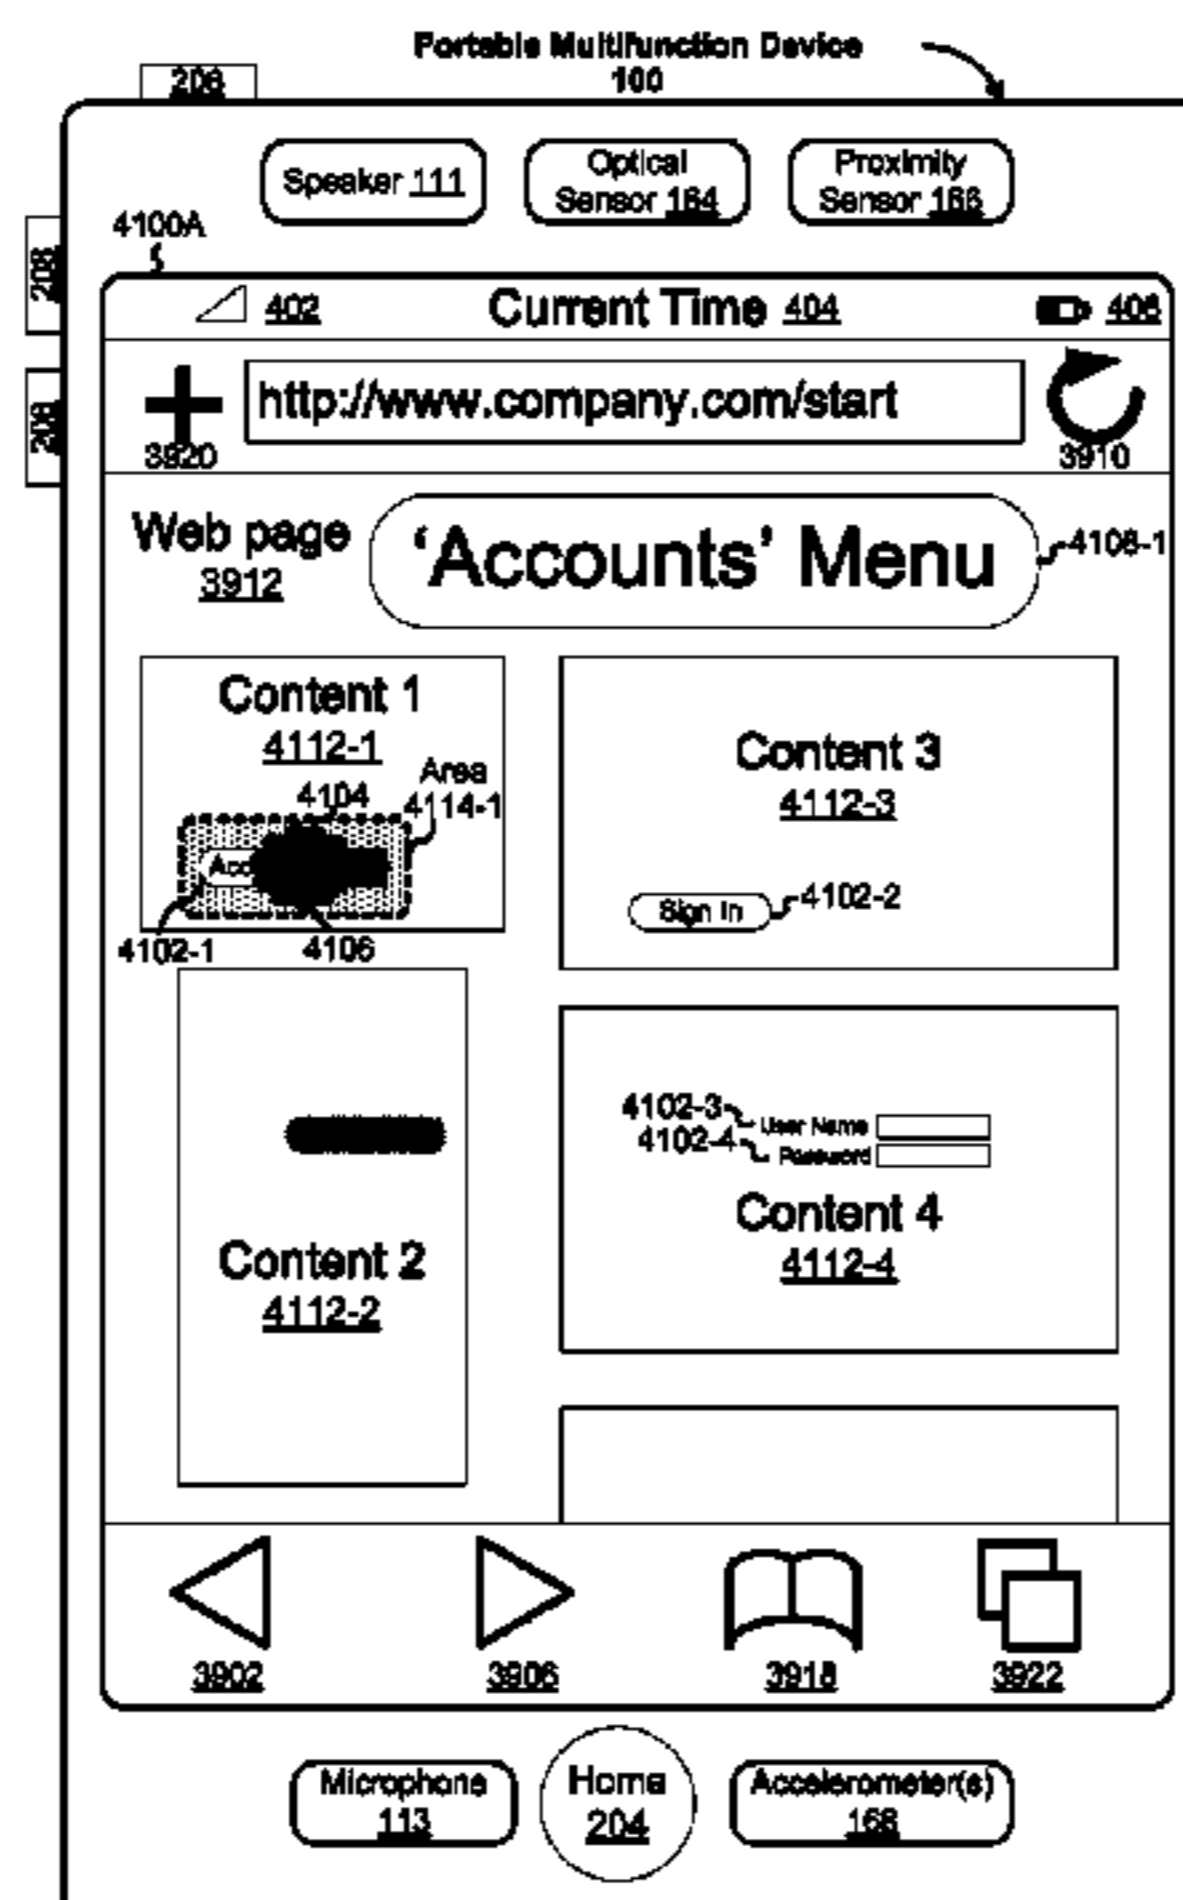 Portable Multifunction Device
100
206
Speaker 111
Optical
Sensor 164
Proximity
Sensor 166
4100A
208
208
402
Current Time 404
406
http://www.company.com/start
3920
3910
Web page
3912
'Accounts' Menu
4108-1
Content 1
4112-1
Area
4114-1
4104
Acc
4102-1
4106
Content 3
4112-3
Sign In
4102-2
Content 2
4112-2
4102-3
User Name
4102-4
Password
Content 4
4112-4
3902
3906
3918
3922
Microphone
113
Home
204
Accelerometer(s)
168